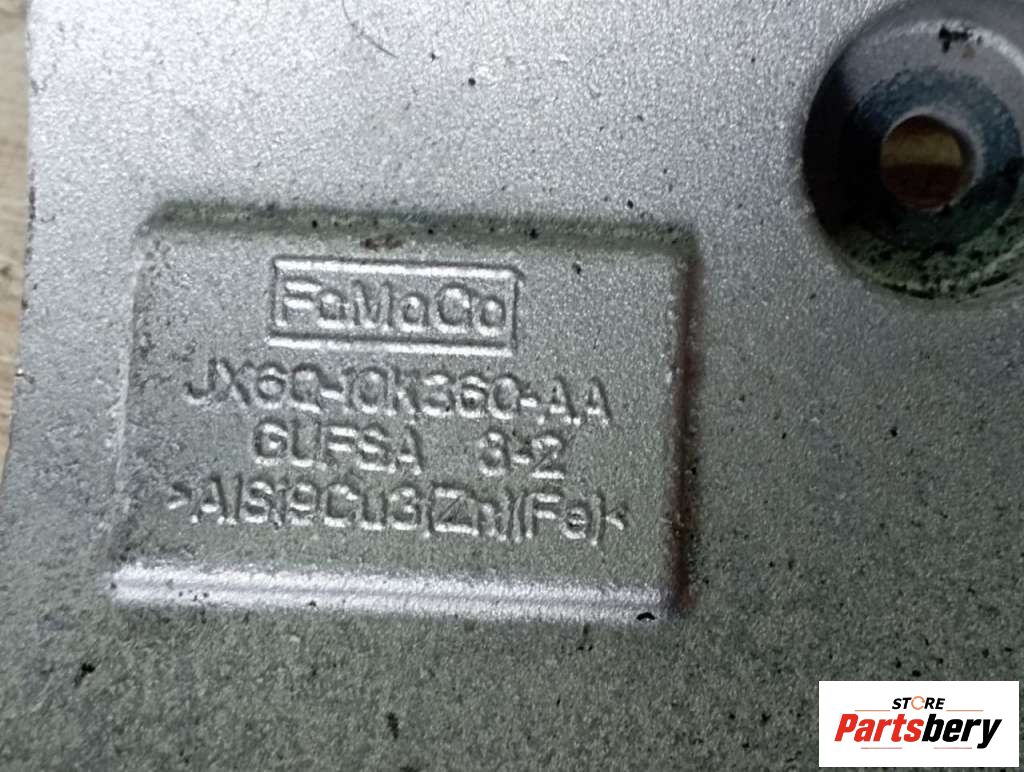 FoMoCo
JX6Q-10K360-AA
GUFSA 8-2
>AlSi9Cu3(Zn)(Fe)<
STORE
Partsbery